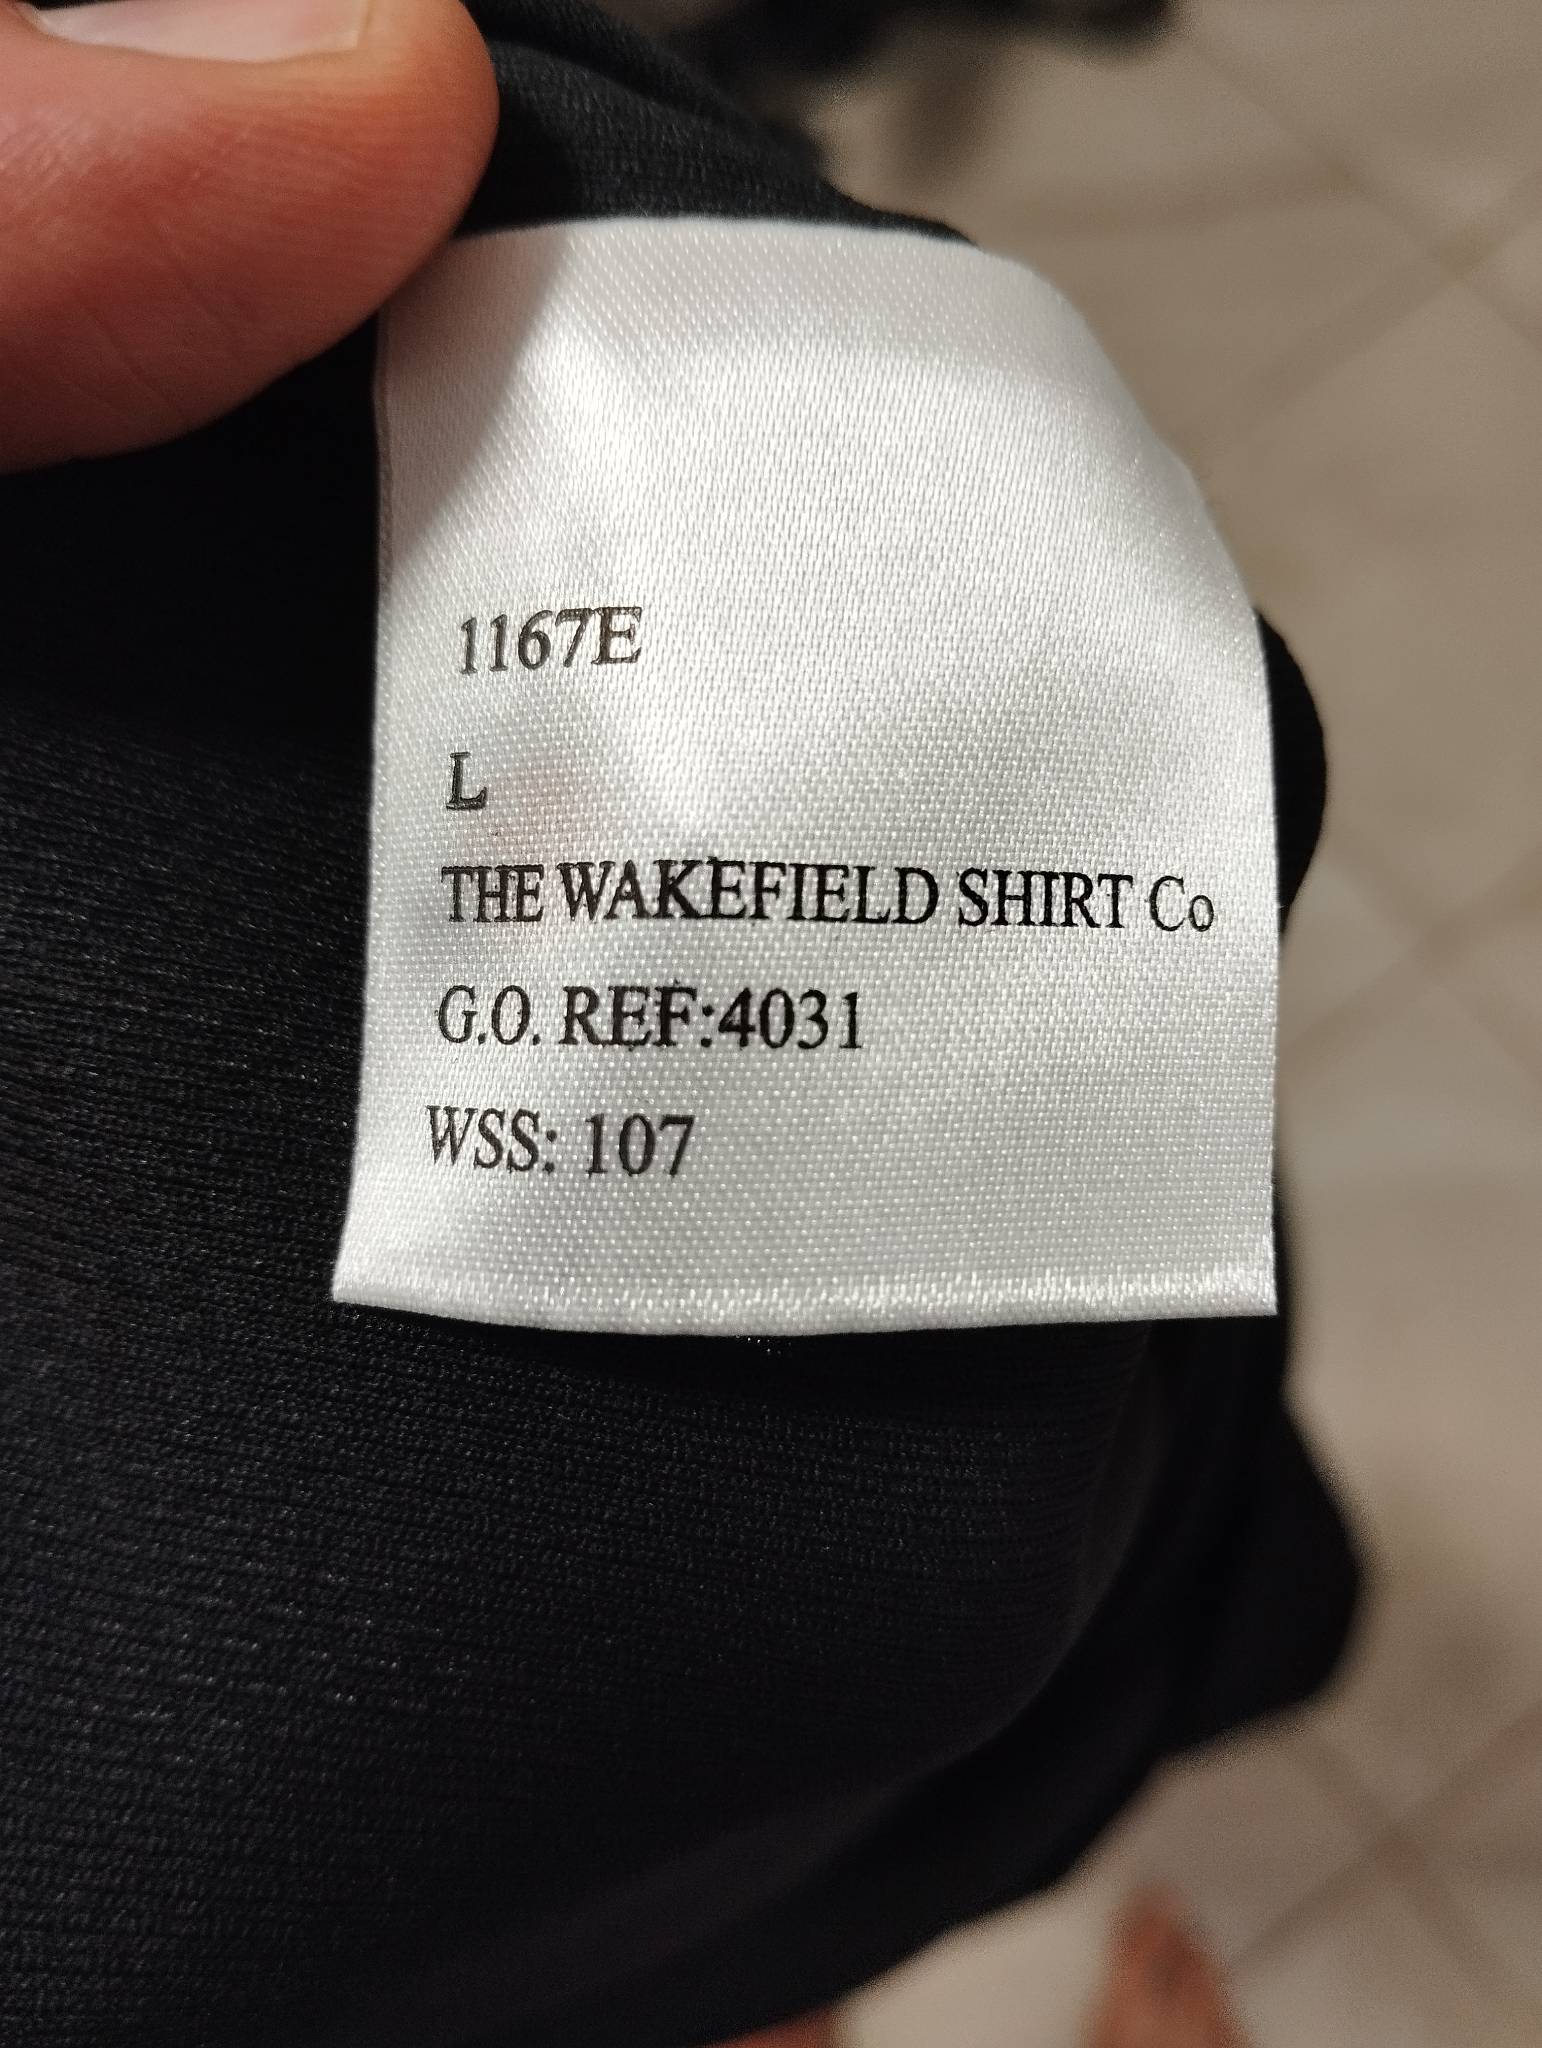 1167E
L
THE WAKEFIELD SHIRT Co
G.O. REF:4031
WSS: 107